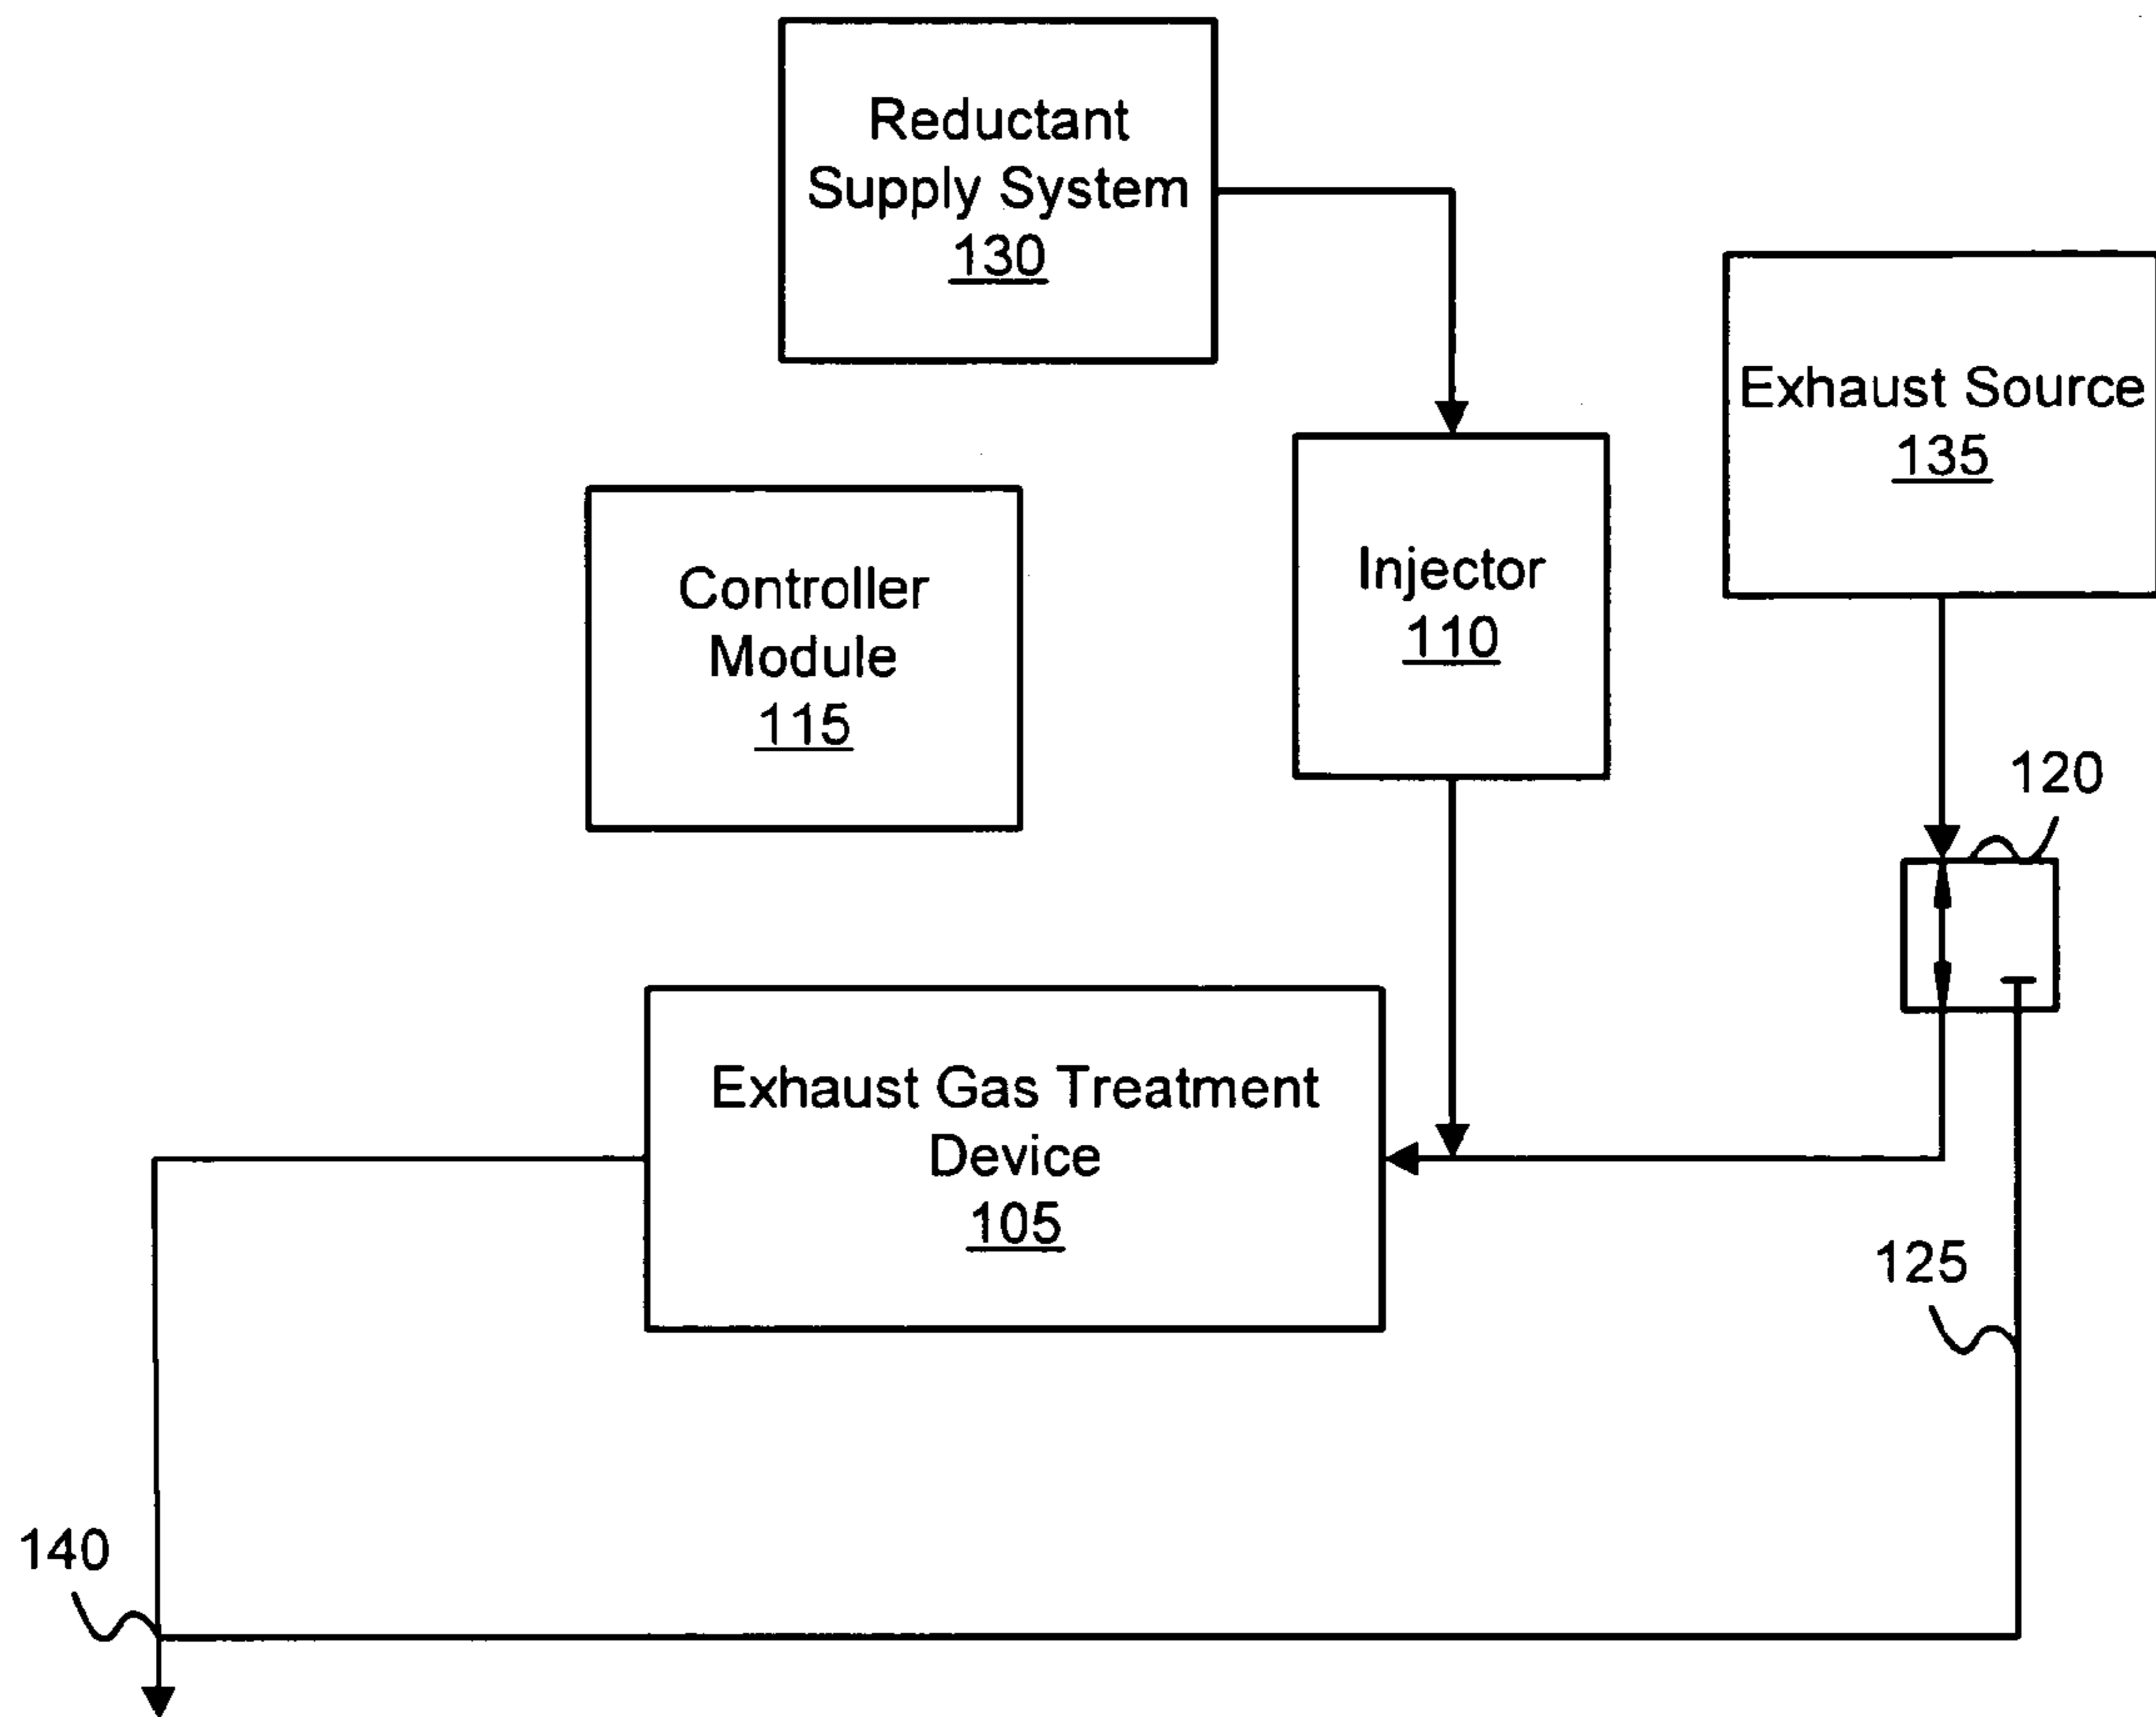 Reductant
Supply System
130
Exhaust Source
135
Injector
110
Controller
Module
115
120
Exhaust Gas Treatment
Device
105
125
140